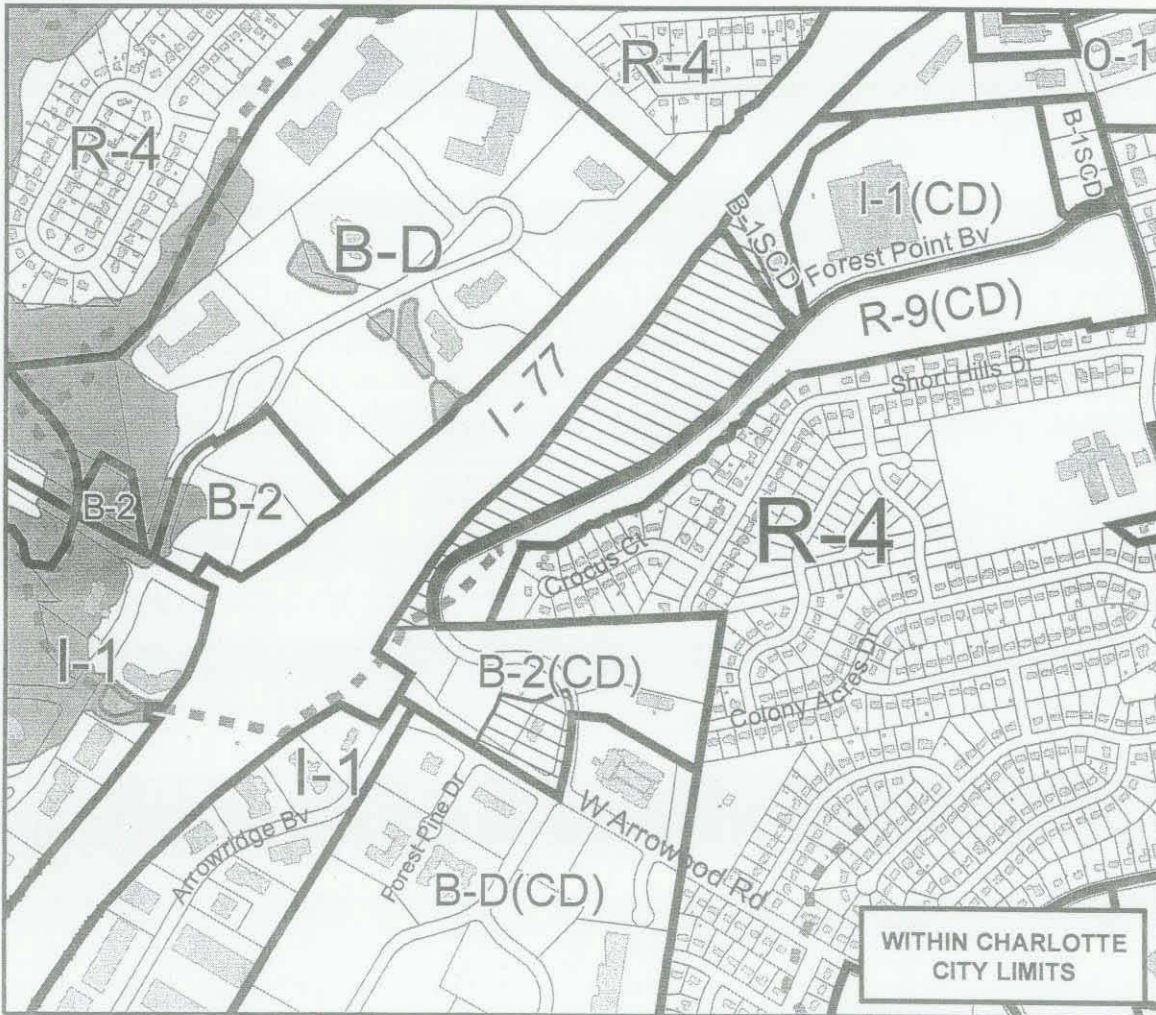 R-4
O-1
R-4
B-1SCD
I-1(CD)
B-1SCD
Forest Point Bv
B-D
R-9(CD)
I - 77
Short Hills Dr
B-2
B-2
R-4
Crocus Ct
I-1
B-2(CD)
Colony Acres Dr
I-1
Forest Pine Dr
W Arrowood Rd
Arrowridge Bv
B-D(CD)
WITHIN CHARLOTTE
CITY LIMITS